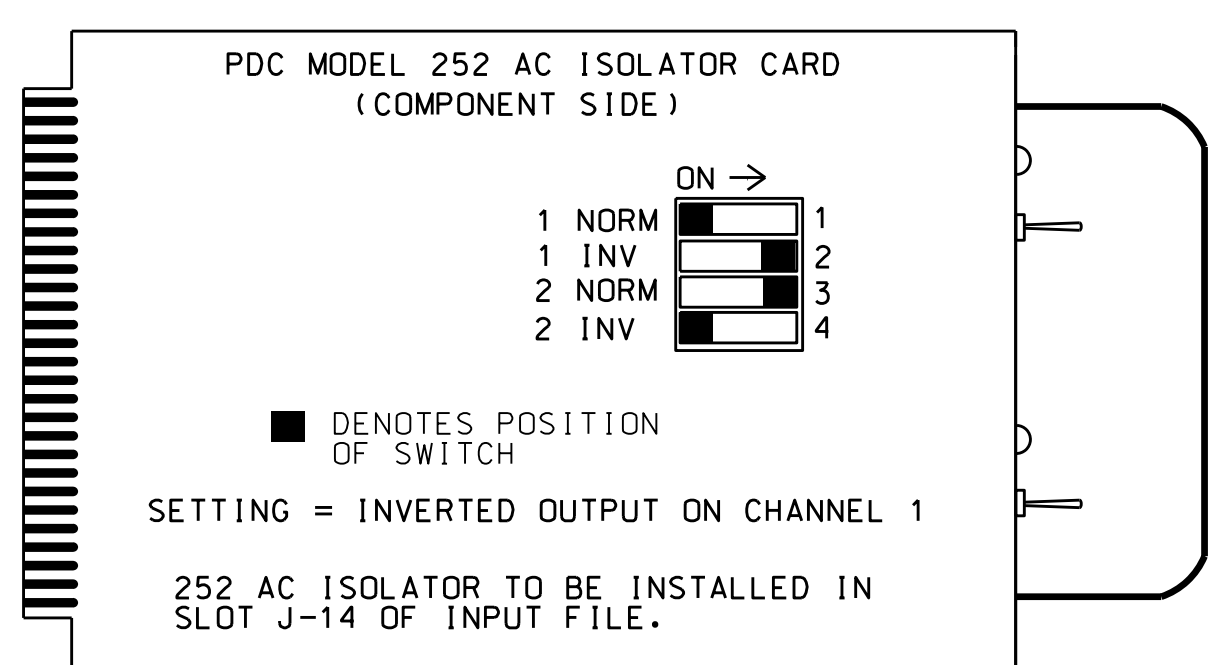 PDC MODEL 252 AC ISOLATOR CARD
(COMPONENT SIDE)
ON →
1 NORM 1
1 INV 2
2 NORM 3
2 INV 4
DENOTES POSITION
OF SWITCH
SETTING = INVERTED OUTPUT ON CHANNEL 1
252 AC ISOLATOR TO BE INSTALLED IN
SLOT J-14 OF INPUT FILE.